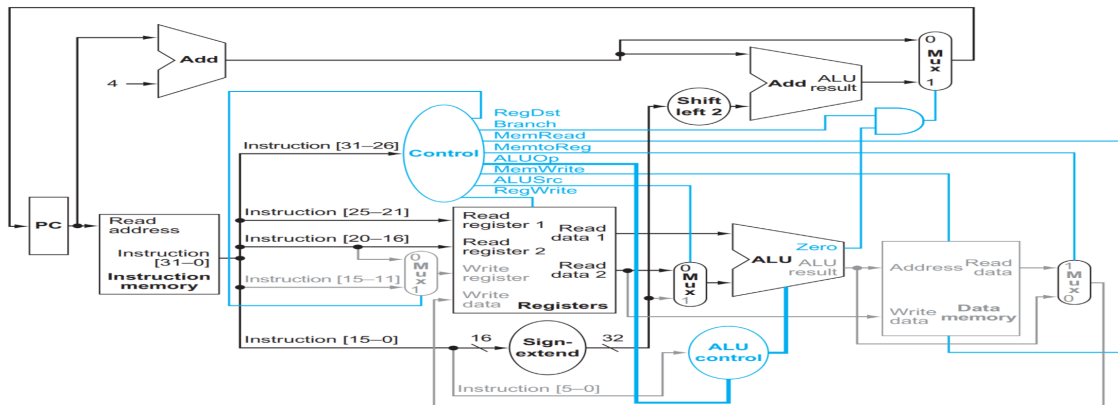 Add
4
Add
ALU
result
0
Mux
1
Shift
left 2
RegDst
Branch
MemRead
MemtoReg
ALUOp
MemWrite
ALUSrc
RegWrite
Instruction [31–26]
Control
PC
Read
address
Instruction
[31–0]
Instruction
memory
Instruction [25–21]
Instruction [20–16]
Instruction [15–11]
0
Mux
1
Read
register 1
Read
register 2
Write
register
Write
data
Read
data 1
Read
data 2
Registers
0
Mux
1
Zero
ALU
ALU
result
Address
Read
data
Write
data
Data
memory
1
Mux
0
Instruction [15–0]
16
Sign-
extend
32
ALU
control
Instruction [5–0]